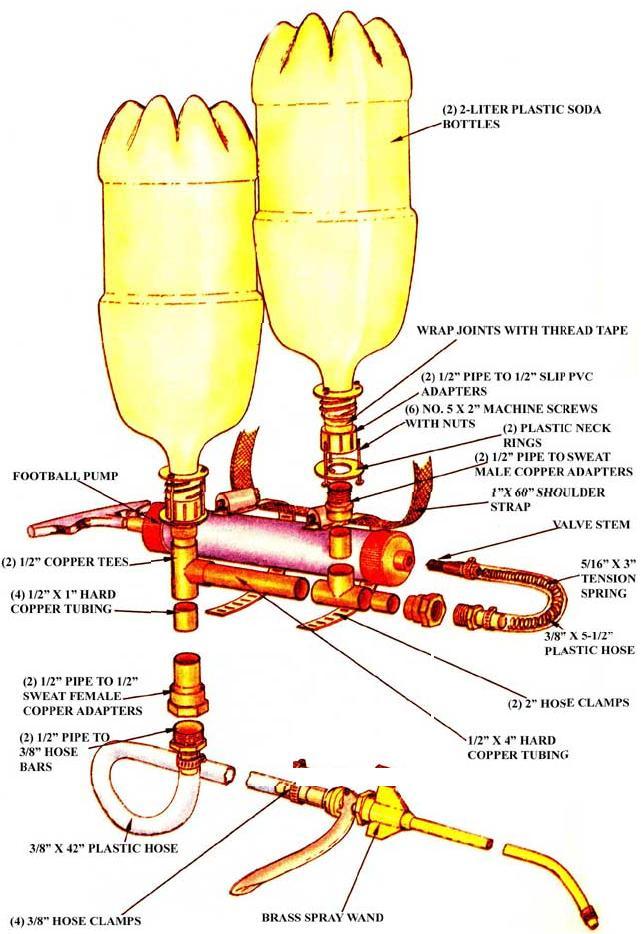 (2) 2-LITER PLASTIC SODA
BOTTLES
WRAP JOINTS WITH THREAD TAPE
(2) 1/2" PIPE TO 1/2" SLIP PVC
ADAPTERS
(6) NO. 5 X 2" MACHINE SCREWS
WITH NUTS
(2) PLASTIC NECK
RINGS
(2) 1/2" PIPE TO SWEAT
MALE COPPER ADAPTERS
1"X 60" SHOULDER
STRAP
FOOTBALL PUMP
VALVE STEM
(2) 1/2" COPPER TEES
5/16" X 3"
TENSION
SPRING
(4) 1/2" X 1" HARD
COPPER TUBING
3/8" X 5-1/2"
PLASTIC HOSE
(2) 1/2" PIPE TO 1/2"
SWEAT FEMALE
COPPER ADAPTERS
(2) 2" HOSE CLAMPS
(2) 1/2" PIPE TO
3/8" HOSE
BARS
1/2" X 4" HARD
COPPER TUBING
3/8" X 42" PLASTIC HOSE
(4) 3/8" HOSE CLAMPS
BRASS SPRAY WAND